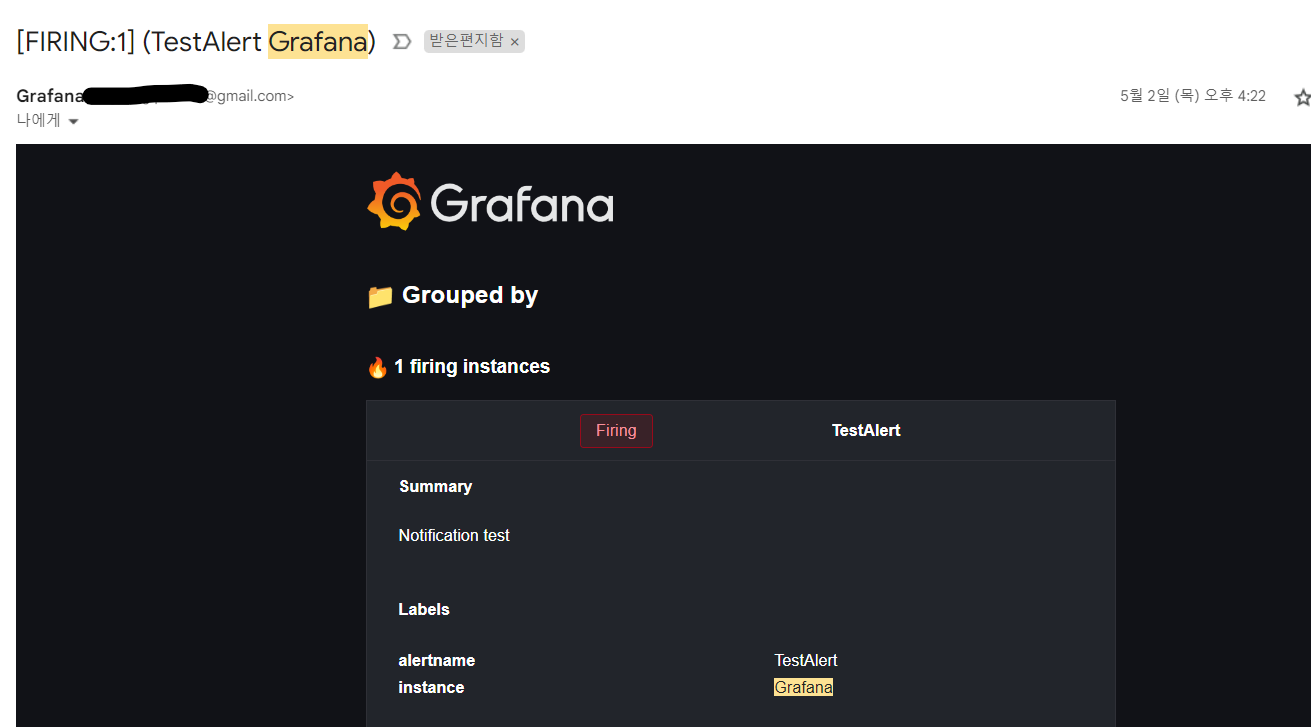 [FIRING:1] (TestAlert Grafana) 받은편지함 ×
Grafana @gmail.com> 5월 2일 (목) 오후 4:22
나에게
Grafana
Grouped by
1 firing instances
Firing TestAlert
Summary
Notification test
Labels
alertname TestAlert
instance Grafana